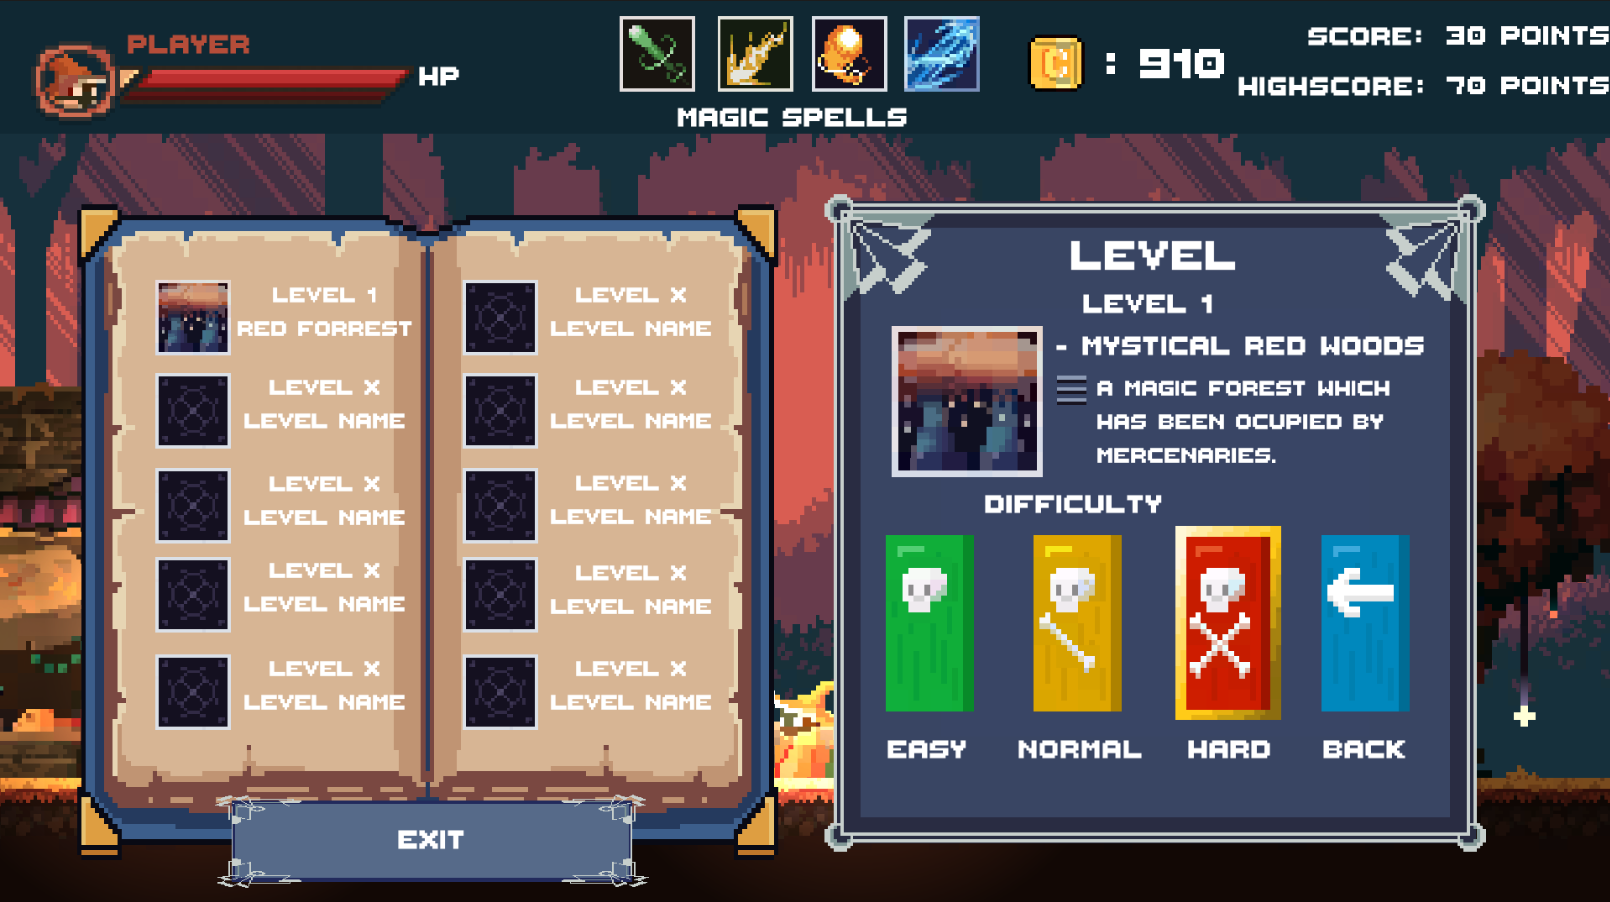 PLAYER
HP
MAGIC SPELLS
: 910
SCORE: 30 POINTS
HIGHSCORE: 70 POINTS
LEVEL 1
RED FORREST
LEVEL X
LEVEL NAME
LEVEL X
LEVEL NAME
LEVEL X
LEVEL NAME
LEVEL X
LEVEL NAME
LEVEL X
LEVEL NAME
LEVEL X
LEVEL NAME
LEVEL X
LEVEL NAME
LEVEL X
LEVEL NAME
LEVEL X
LEVEL NAME
EXIT
LEVEL
LEVEL 1
- MYSTICAL RED WOODS
A MAGIC FOREST WHICH
HAS BEEN OCUPIED BY
MERCENARIES.
DIFFICULTY
EASY
NORMAL
HARD
BACK